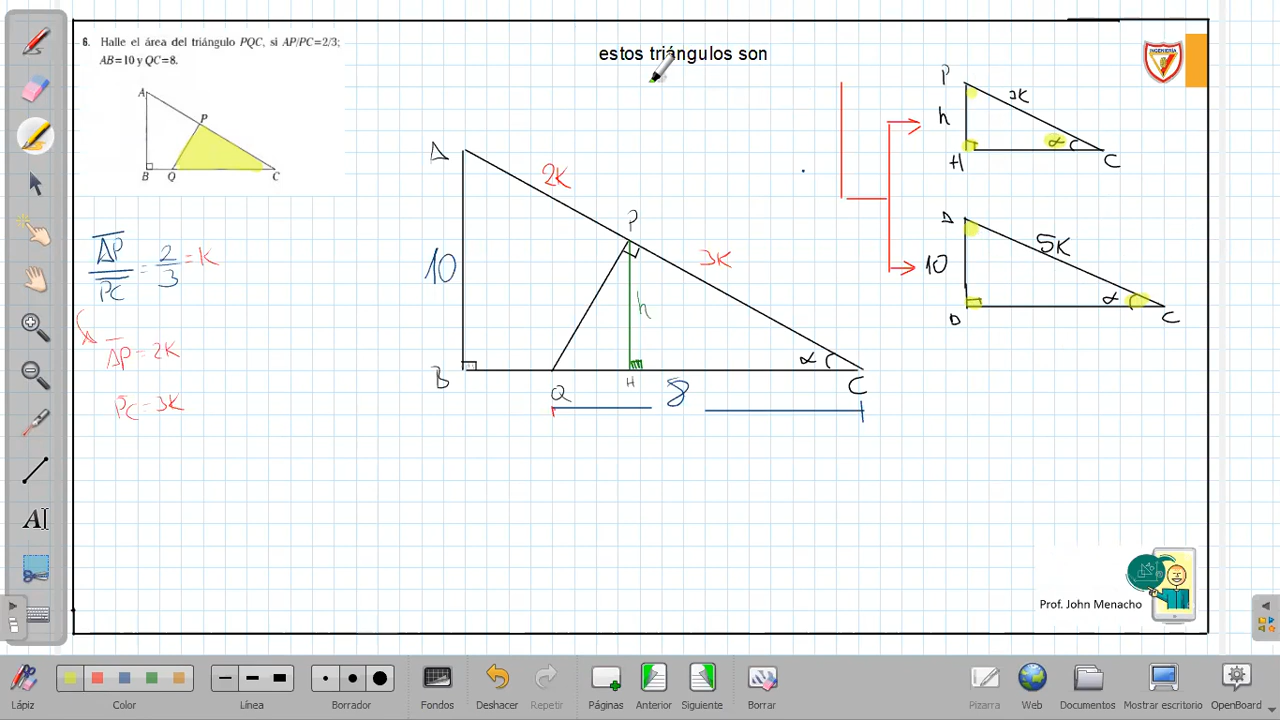 6. Halle el área del triángulo PQC, si AP/PC=2/3;
AB=10 y QC=8.
A
P
B
Q
C
estos triángulos son
INGENIERÍA
AP/PC = 2/3 = K
AP = 2K
PC = 3K
A
2K
P
10
3K
h
B
Q
H
8
α
C
P
h
H
α
C
A
10
5K
B
α
C
Prof. John Menacho
Lápiz
Color
Línea
Borrador
Fondos
Deshacer
Repetir
Páginas
Anterior
Siguiente
Borrar
Pizarra
Web
Documentos
Mostrar escritorio
OpenBoard